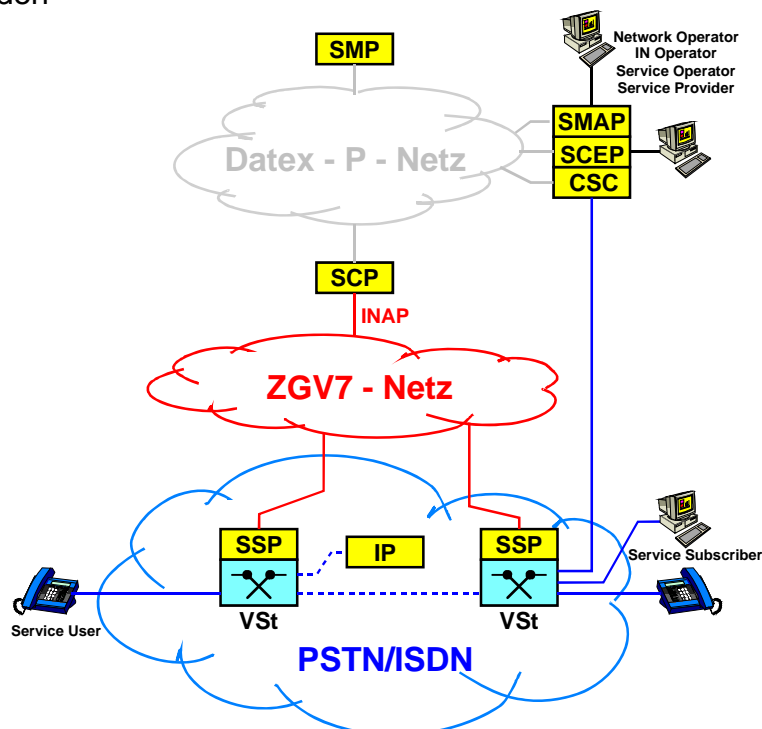 SMP
Network Operator
IN Operator
Service Operator
Service Provider
SMAP
Datex - P - Netz
SCEP
CSC
SCP
INAP
ZGV7 - Netz
SSP
IP
SSP
Service Subscriber
Service User
VSt
VSt
PSTN/ISDN